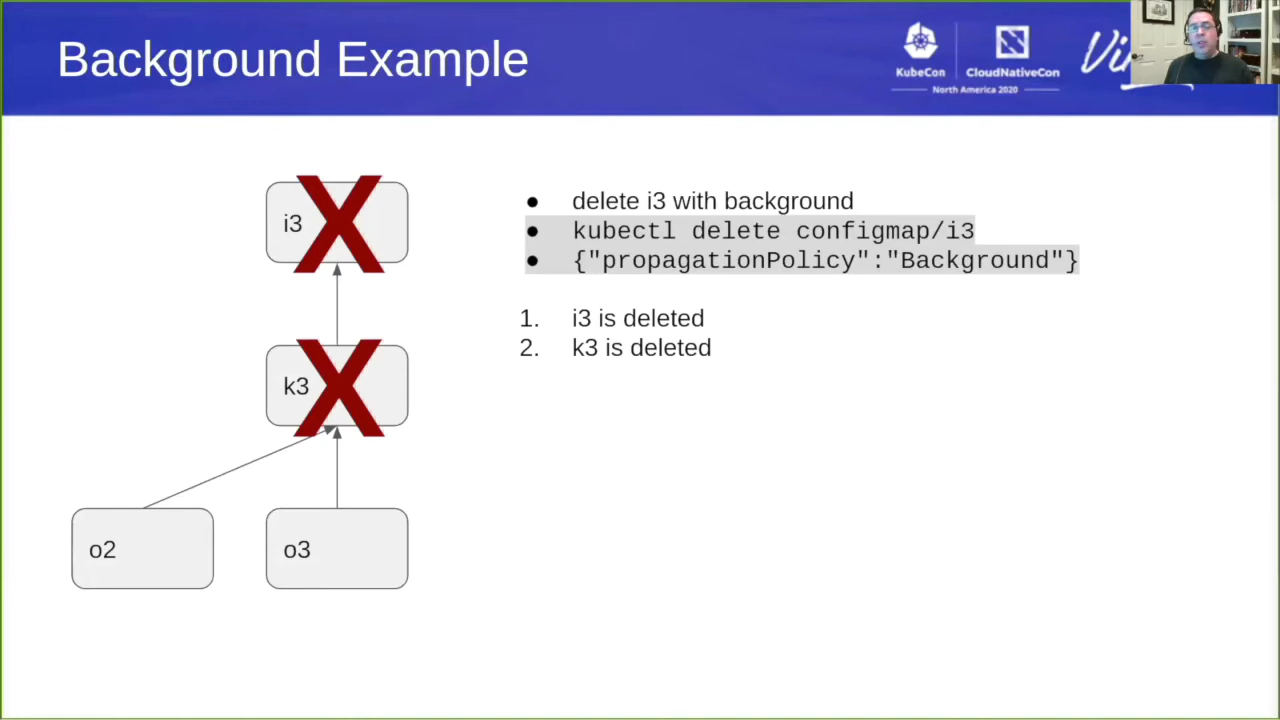 Background Example
KubeCon
CloudNativeCon
North America 2020
i3
k3
o2
o3
● delete i3 with background
● kubectl delete configmap/i3
● {"propagationPolicy":"Background"}
1. i3 is deleted
2. k3 is deleted